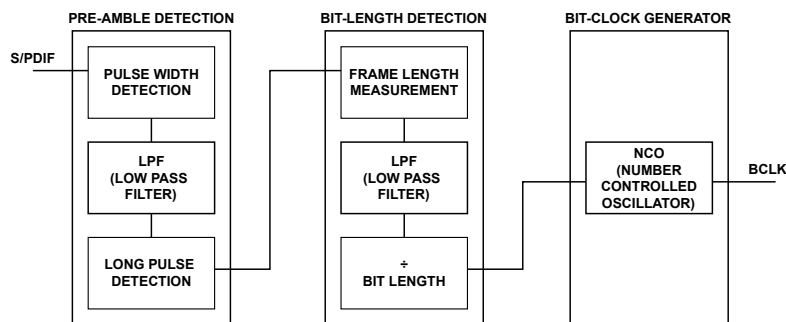 PRE-AMBLE DETECTION
BIT-LENGTH DETECTION
BIT-CLOCK GENERATOR
S/PDIF
PULSE WIDTH
DETECTION
LPF
(LOW PASS
FILTER)
LONG PULSE
DETECTION
FRAME LENGTH
MEASUREMENT
LPF
(LOW PASS
FILTER)
÷
BIT LENGTH
NCO
(NUMBER
CONTROLLED
OSCILLATOR)
BCLK